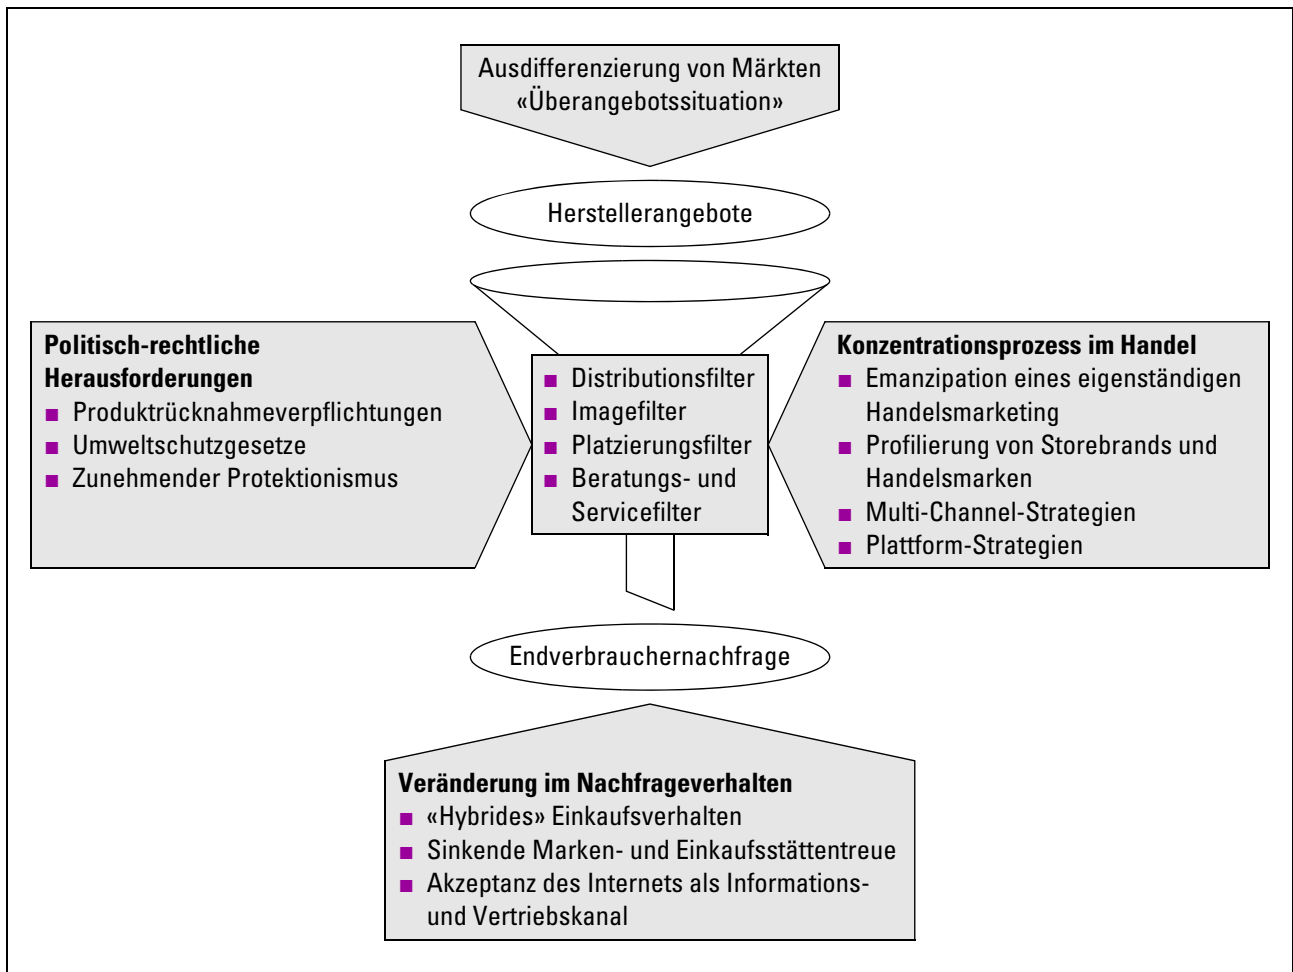 Ausdifferenzierung von Märkten
«Überangebotssituation»
Herstellerangebote
Politisch-rechtliche
Herausforderungen
■ Produktrücknahmeverpflichtungen
■ Umweltschutzgesetze
■ Zunehmender Protektionismus
■ Distributionsfilter
■ Imagefilter
■ Platzierungsfilter
■ Beratungs- und
Servicefilter
Konzentrationsprozess im Handel
■ Emanzipation eines eigenständigen
Handelsmarketing
■ Profilierung von Storebrands und
Handelsmarken
■ Multi-Channel-Strategien
■ Plattform-Strategien
Endverbrauchernachfrage
Veränderung im Nachfrageverhalten
■ «Hybrides» Einkaufsverhalten
■ Sinkende Marken- und Einkaufsstättentreue
■ Akzeptanz des Internets als Informations-
und Vertriebskanal